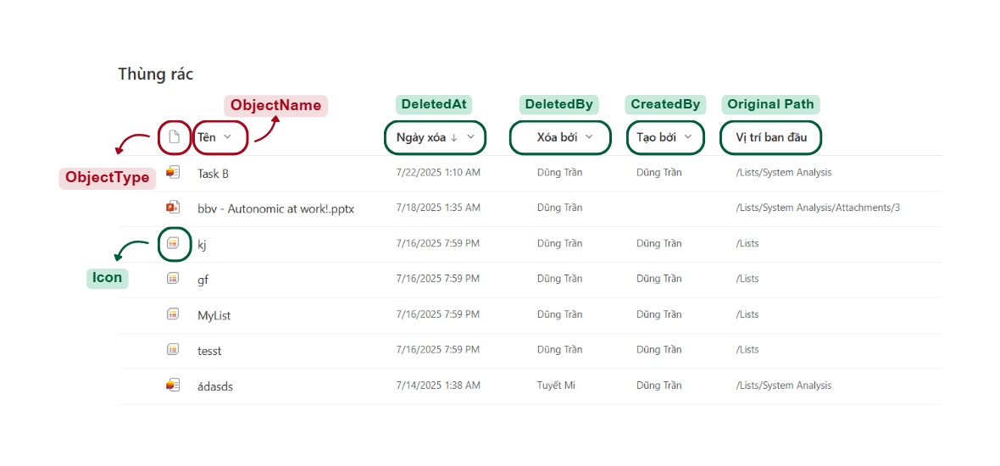 Thùng rác
ObjectName DeletedAt DeletedBy CreatedBy Original Path
Tên Ngày xóa ↓ Xóa bởi Tạo bởi Vị trí ban đầu
ObjectType
Task B 7/22/2025 1:10 AM Dũng Trần Dũng Trần /Lists/System Analysis
bbv - Autonomic at work!.pptx 7/18/2025 1:35 AM Dũng Trần /Lists/System Analysis/Attachments/3
kj 7/16/2025 7:59 PM Dũng Trần Dũng Trần /Lists
Icon
gf 7/16/2025 7:59 PM Dũng Trần Dũng Trần /Lists
MyList 7/16/2025 7:59 PM Dũng Trần Dũng Trần /Lists
tesst 7/16/2025 7:59 PM Dũng Trần Dũng Trần /Lists
ádasds 7/14/2025 1:38 AM Tuyết Mi Dũng Trần /Lists/System Analysis